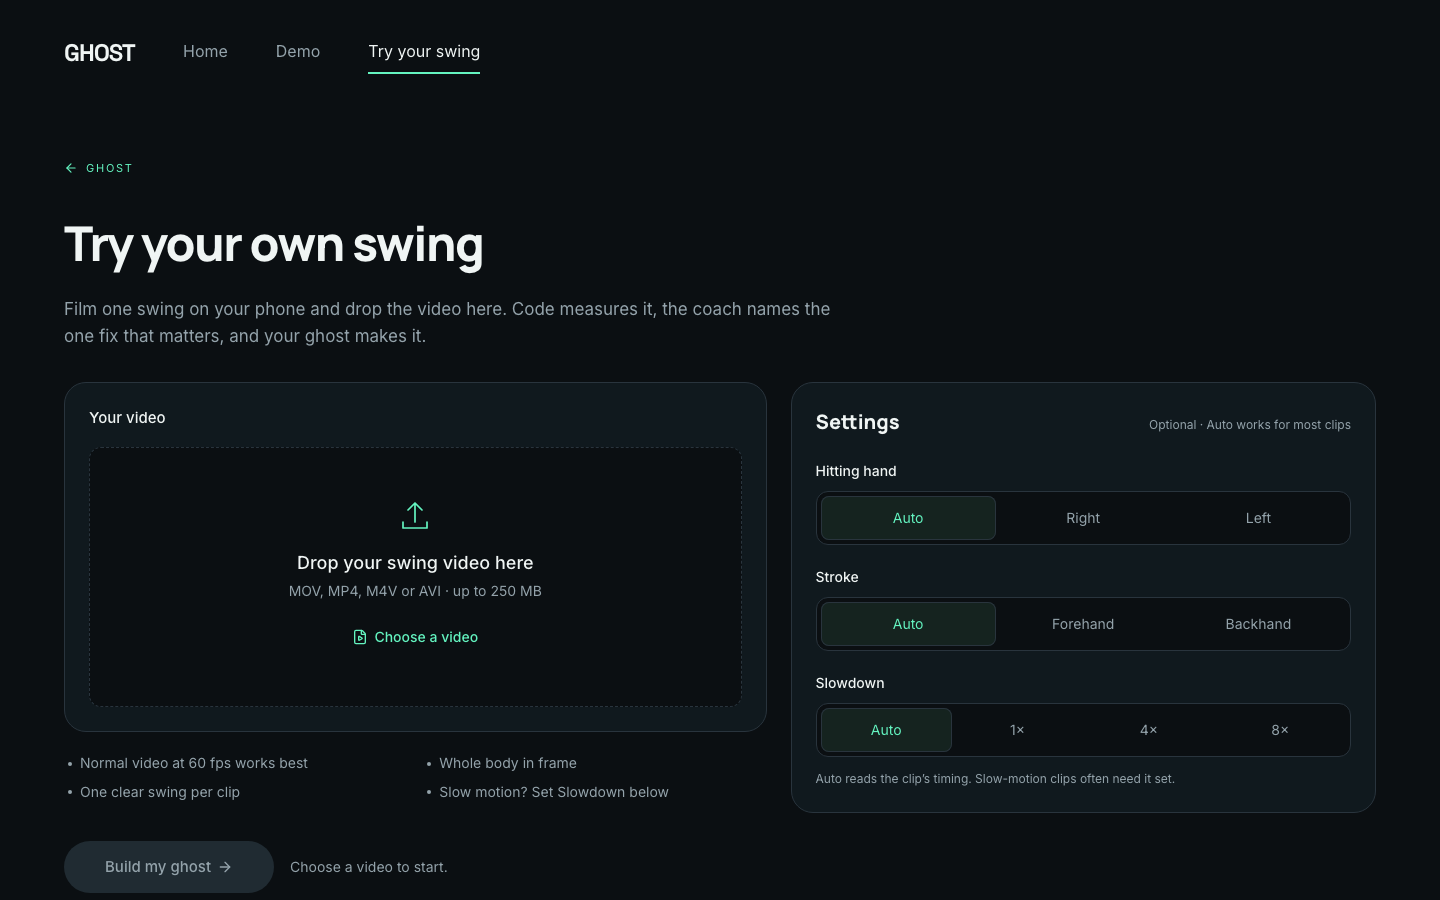 GHOST
Home
Demo
Try your swing
GHOST
Try your own swing
Film one swing on your phone and drop the video here. Code measures it, the coach names the
one fix that matters, and your ghost makes it.
Your video
Drop your swing video here
MOV, MP4, M4V or AVI · up to 250 MB
Choose a video
Normal video at 60 fps works best
Whole body in frame
One clear swing per clip
Slow motion? Set Slowdown below
Build my ghost →
Choose a video to start.
Settings
Optional · Auto works for most clips
Hitting hand
Auto
Right
Left
Stroke
Auto
Forehand
Backhand
Slowdown
Auto
1×
4×
8×
Auto reads the clip’s timing. Slow-motion clips often need it set.